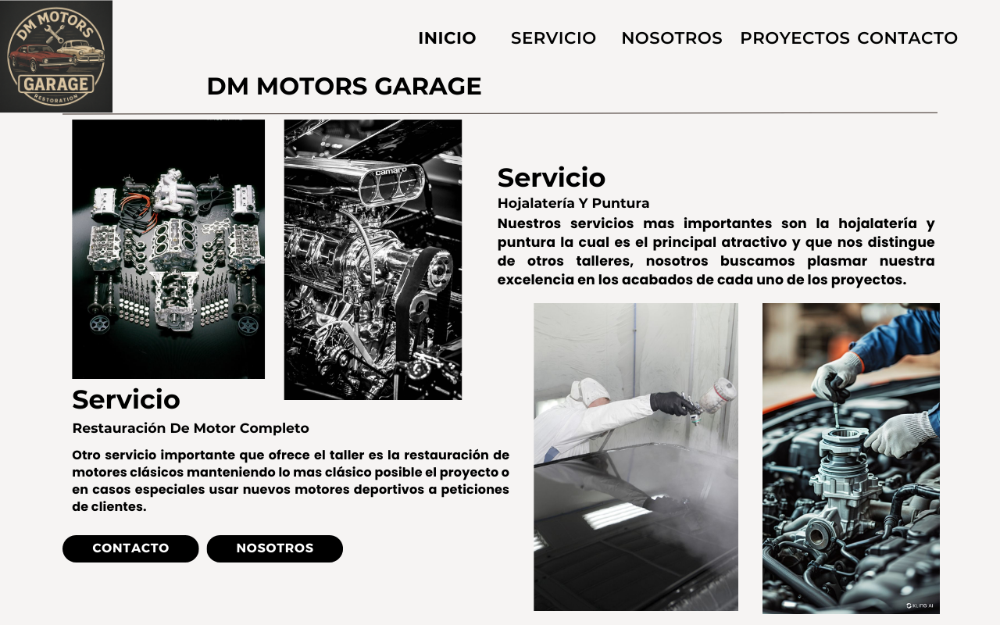 DM MOTORS
GARAGE
RESTORATION
INICIO SERVICIO NOSOTROS PROYECTOS CONTACTO
DM MOTORS GARAGE
camaro
Servicio
Hojalatería Y Puntura
Nuestros servicios mas importantes son la hojalatería y
puntura la cual es el principal atractivo y que nos distingue
de otros talleres, nosotros buscamos plasmar nuestra
excelencia en los acabados de cada uno de los proyectos.
Servicio
Restauración De Motor Completo
Otro servicio importante que ofrece el taller es la restauración de
motores clásicos manteniendo lo mas clásico posible el proyecto o
en casos especiales usar nuevos motores deportivos a peticiones
de clientes.
CONTACTO NOSOTROS
KLING AI